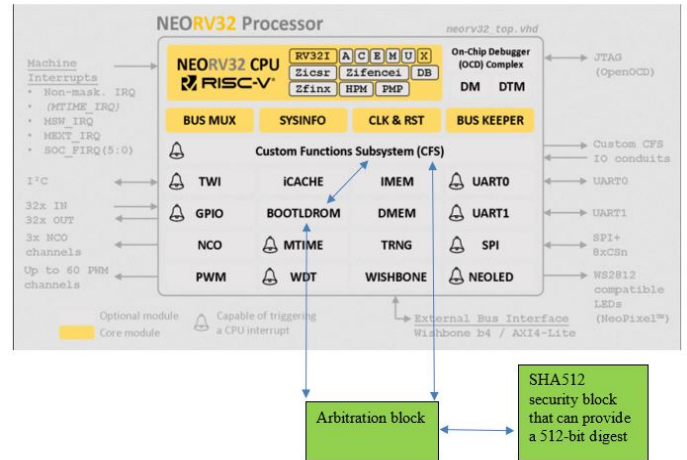 NEORV32 Processor
neorv32_top.vhd
Machine
Interrupts
• Non-mask. IRQ
• (MTIME_IRQ)
• MSW_IRQ
• MEXT_IRQ
• SOC_FIRQ(5:0)
NEORV32 CPU
RISC-V®
RV32I A C E M U X
Zicsr Zifencei DB
Zfinx HPM PMP
On-Chip Debugger
(OCD) Complex
DM DTM
JTAG
(OpenOCD)
BUS MUX SYSINFO CLK & RST BUS KEEPER
Custom Functions Subsystem (CFS)
Custom CFS
IO conduits
I²C
TWI iCACHE IMEM UART0
UART0
32x IN
32x OUT
GPIO BOOTLDROM DMEM UART1
UART1
3x NCO
channels
NCO MTIME TRNG SPI
SPI+
8xCSn
Up to 60 PWM
channels
PWM WDT WISHBONE NEOLED
WS2812
compatible
LEDs
(NeoPixel™)
Optional module
Core module
Capable of triggering
a CPU interrupt
External Bus Interface
Wishbone b4 / AXI4-Lite
Arbitration block
SHA512
security block
that can provide
a 512-bit digest